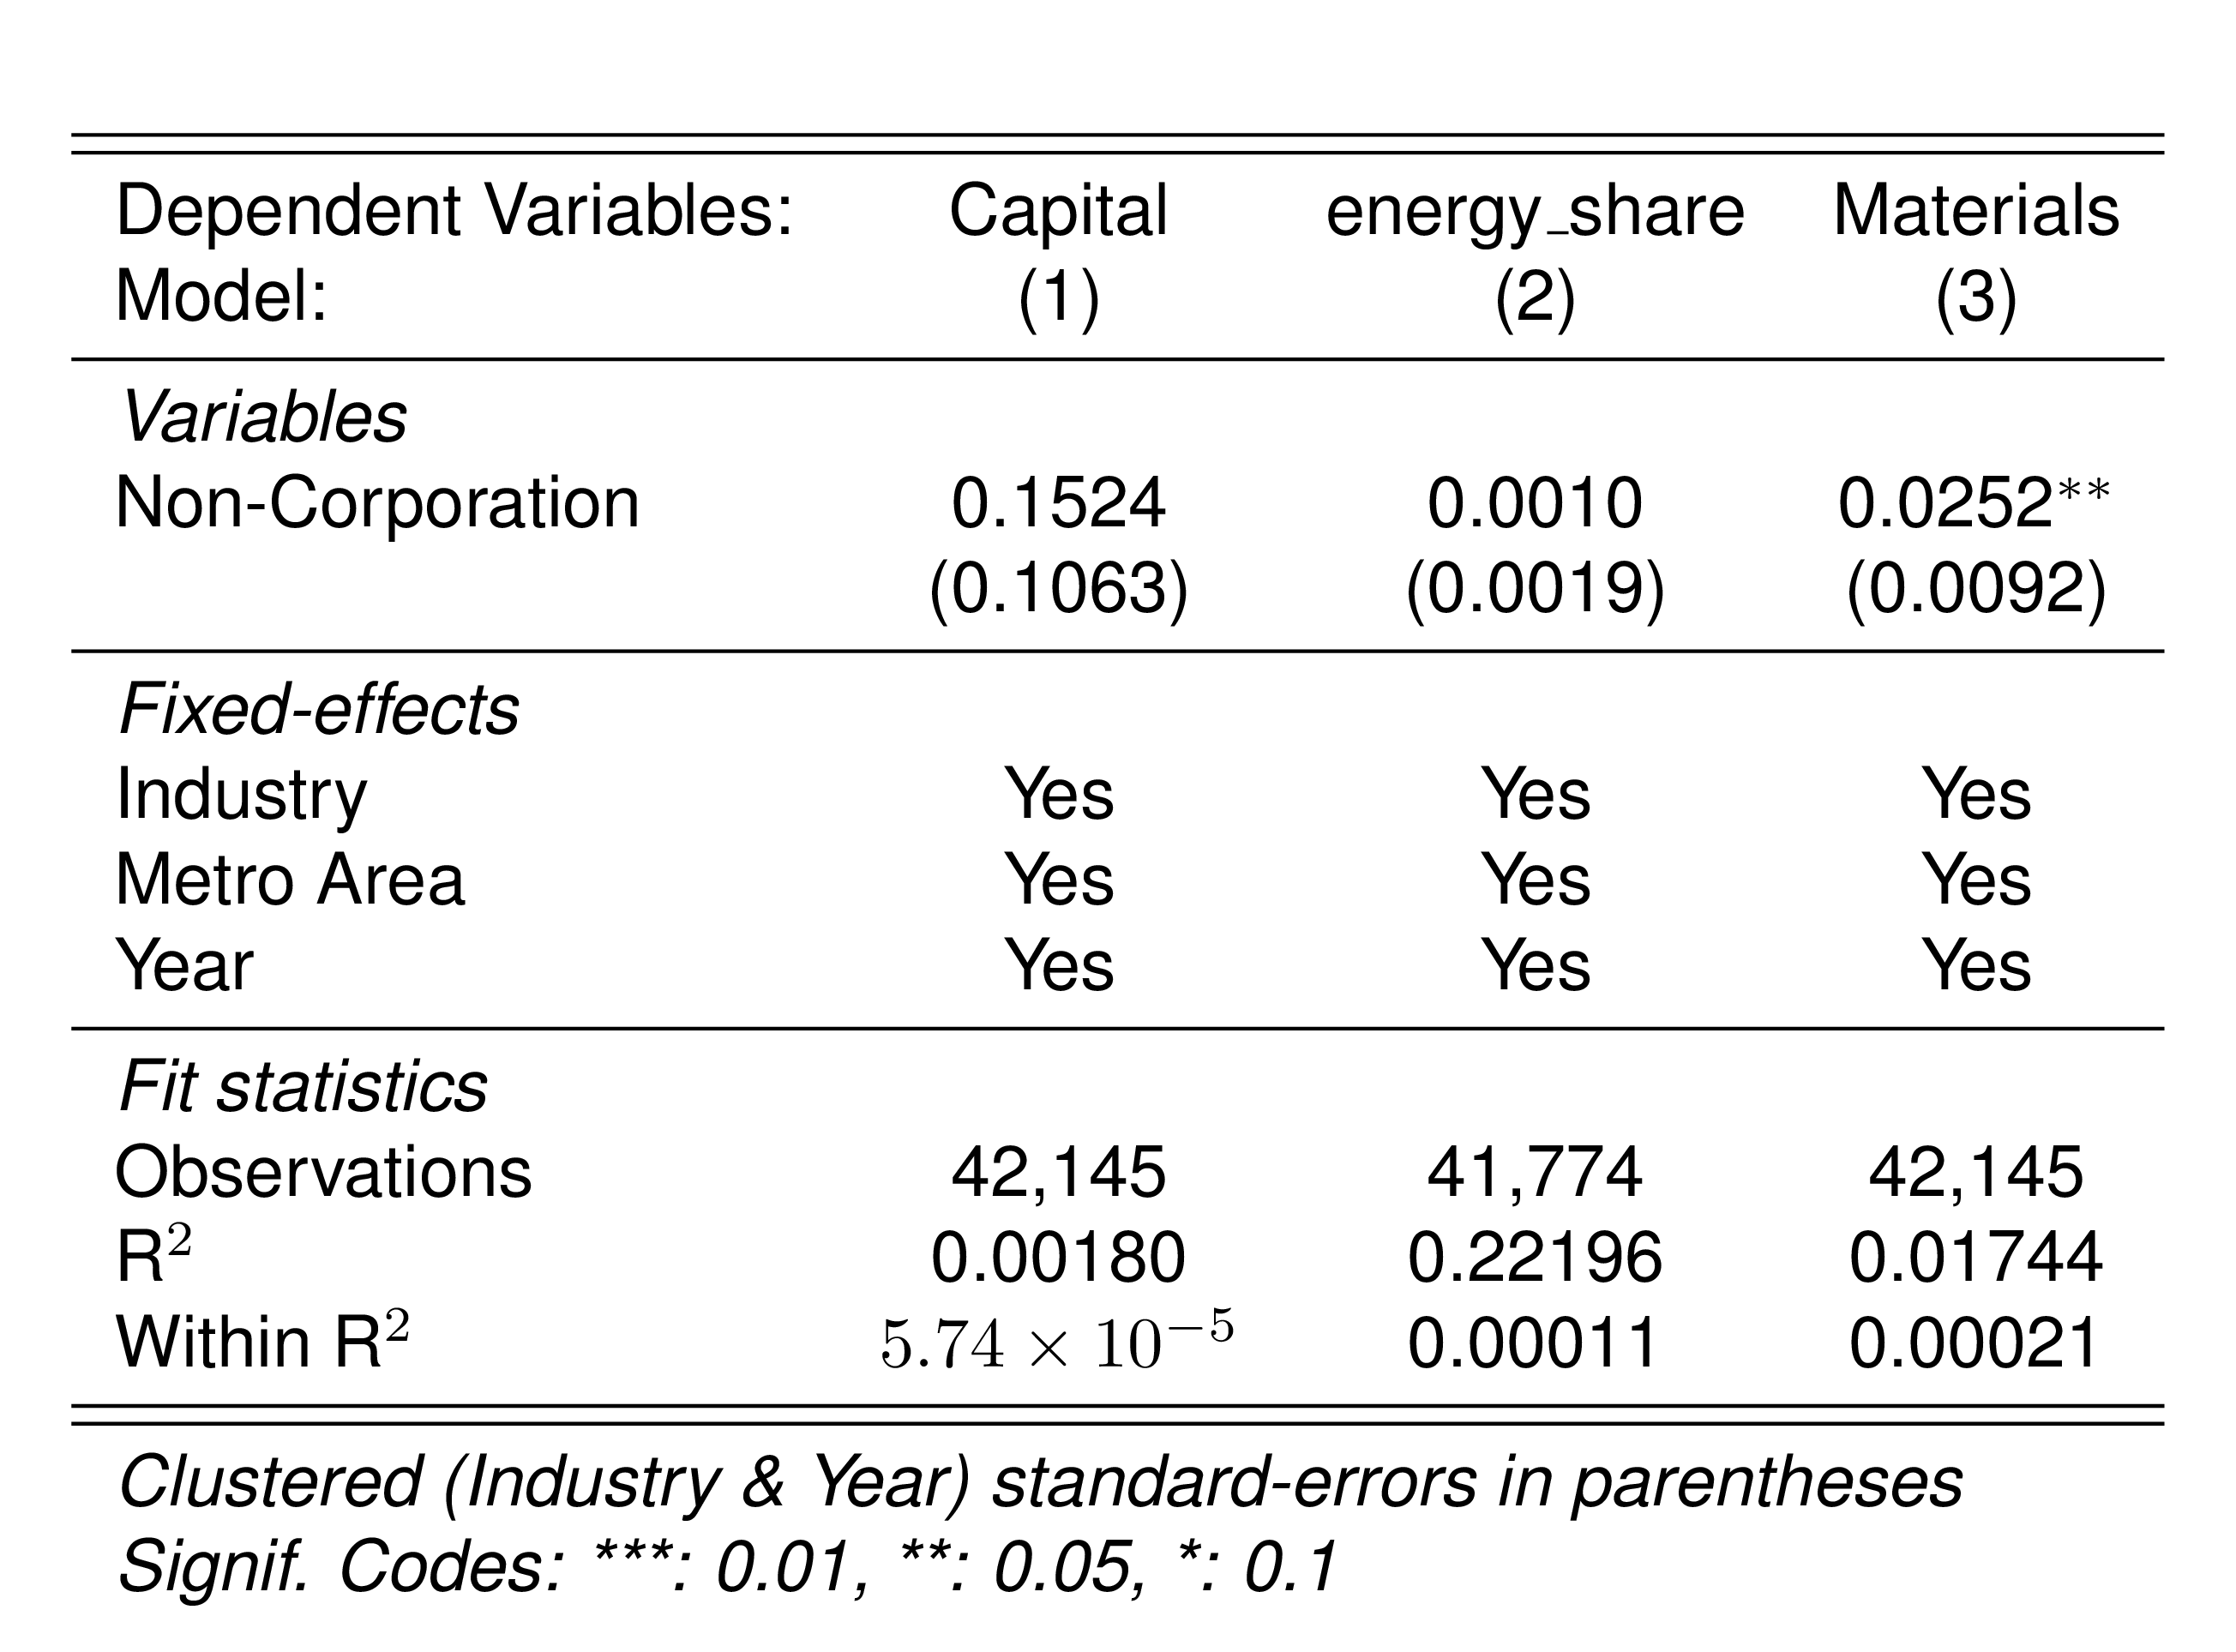 Dependent Variables: Capital energy_share Materials
Model: (1) (2) (3)
Variables
Non-Corporation 0.1524 0.0010 0.0252**
(0.1063) (0.0019) (0.0092)
Fixed-effects
Industry Yes Yes Yes
Metro Area Yes Yes Yes
Year Yes Yes Yes
Fit statistics
Observations 42,145 41,774 42,145
R² 0.00180 0.22196 0.01744
Within R² 5.74 × 10⁻⁵ 0.00011 0.00021
Clustered (Industry & Year) standard-errors in parentheses
Signif. Codes: ***: 0.01, **: 0.05, *: 0.1